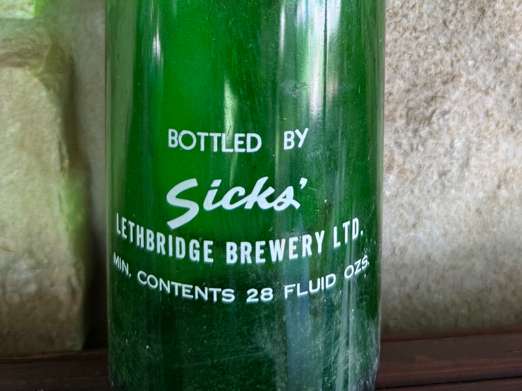 BOTTLED BY
Sicks'
LETHBRIDGE BREWERY LTD.
MIN. CONTENTS 28 FLUID OZS.